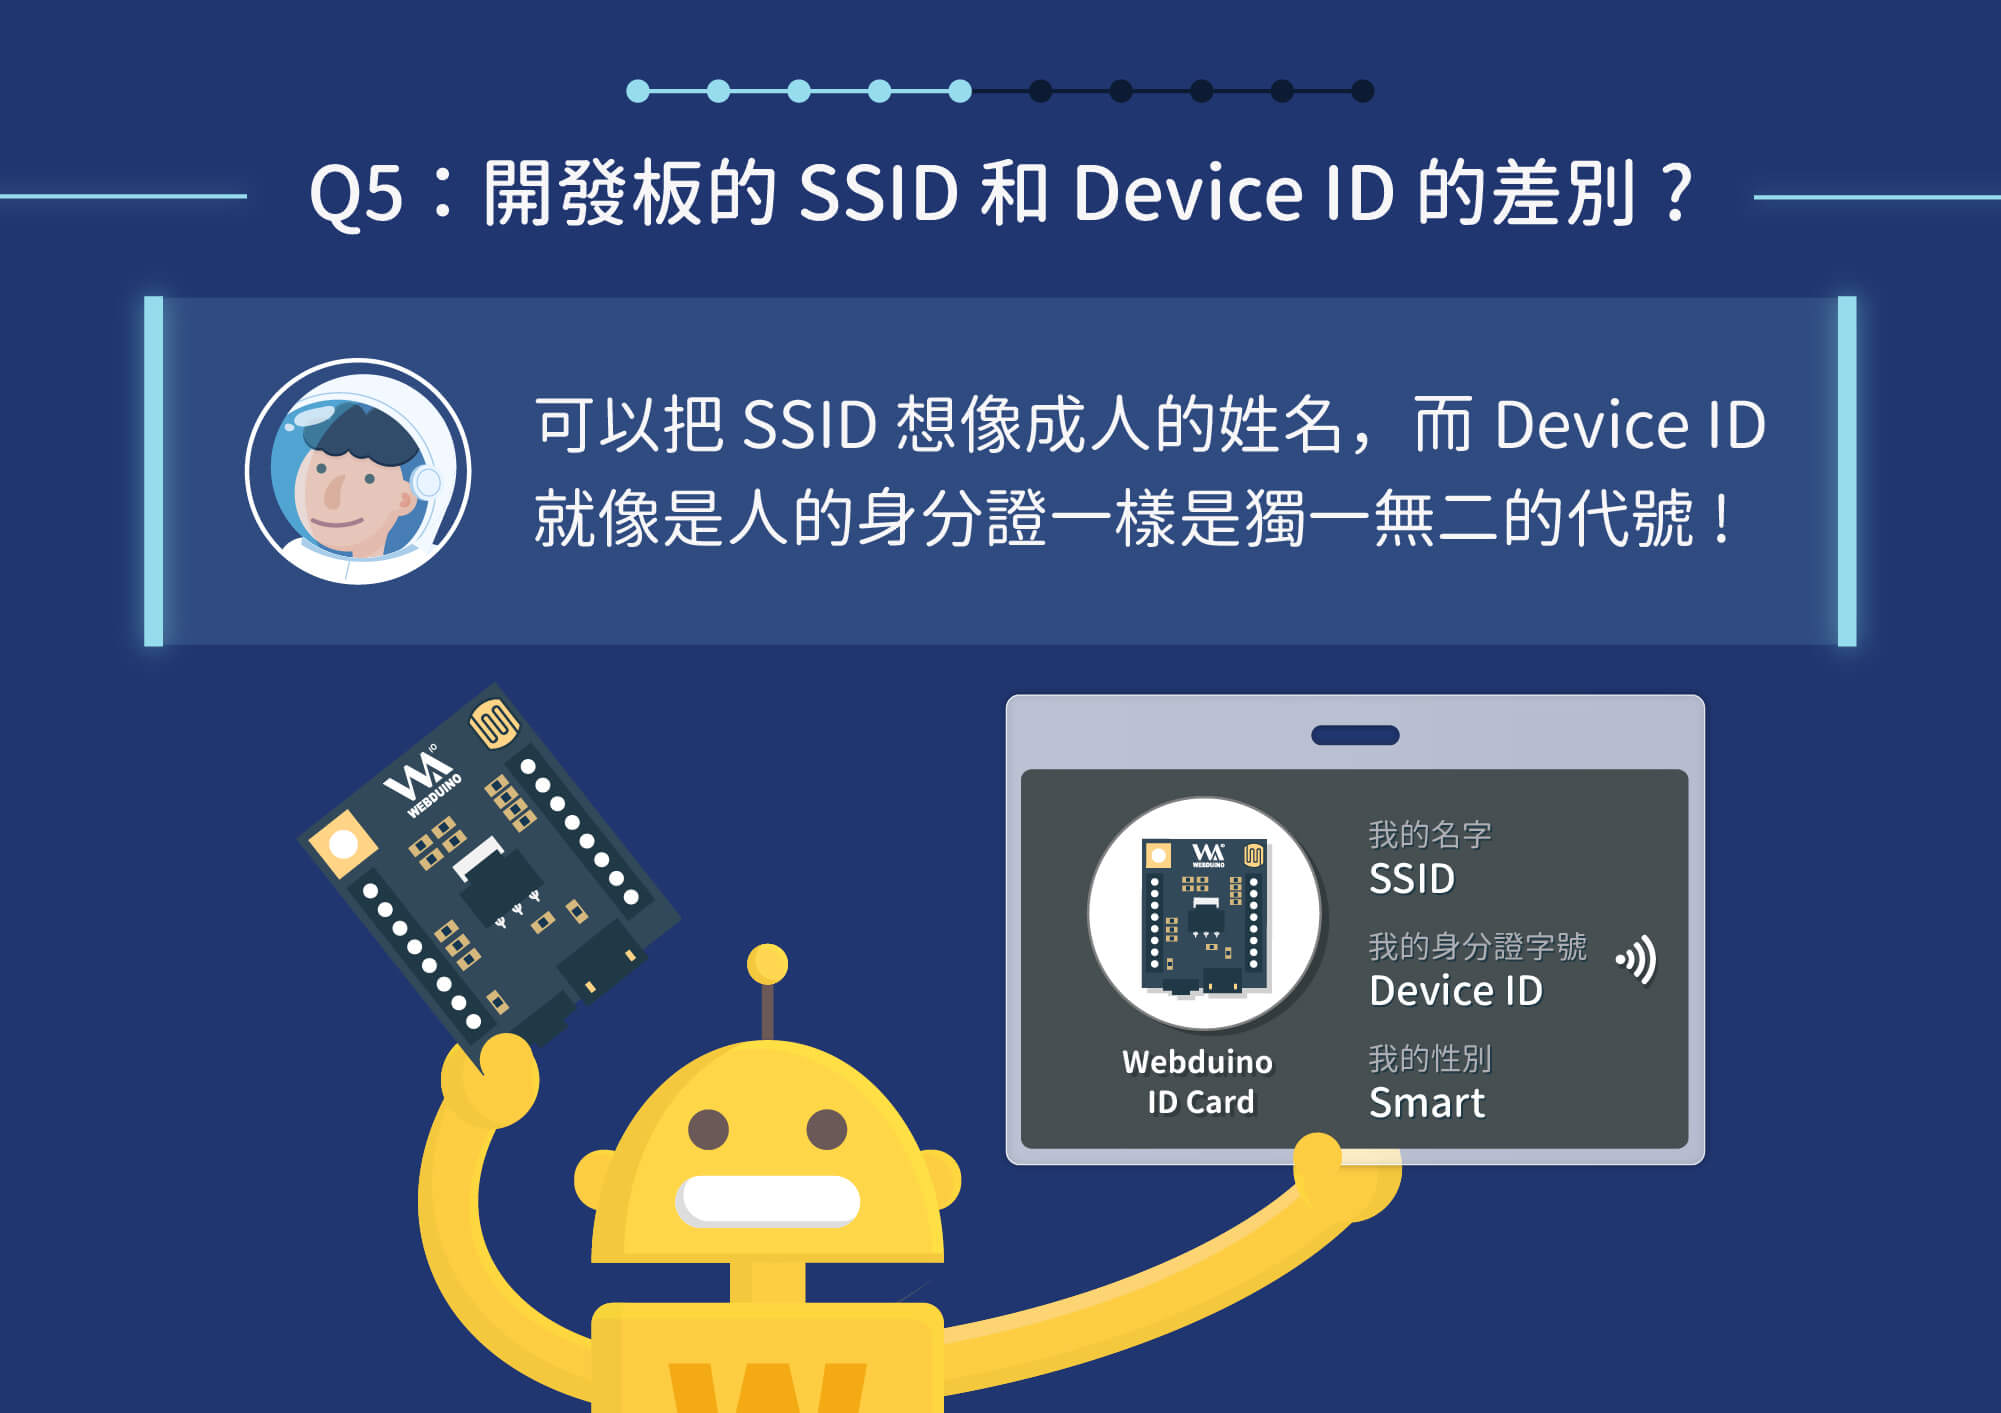 Q5：開發板的 SSID 和 Device ID 的差別？
可以把 SSID 想像成人的姓名，而 Device ID
就像是人的身分證一樣是獨一無二的代號！
WEBDUINO
IO
WEBDUINO
我的名字
SSID
我的身分證字號
Device ID
我的性別
Smart
Webduino
ID Card
W